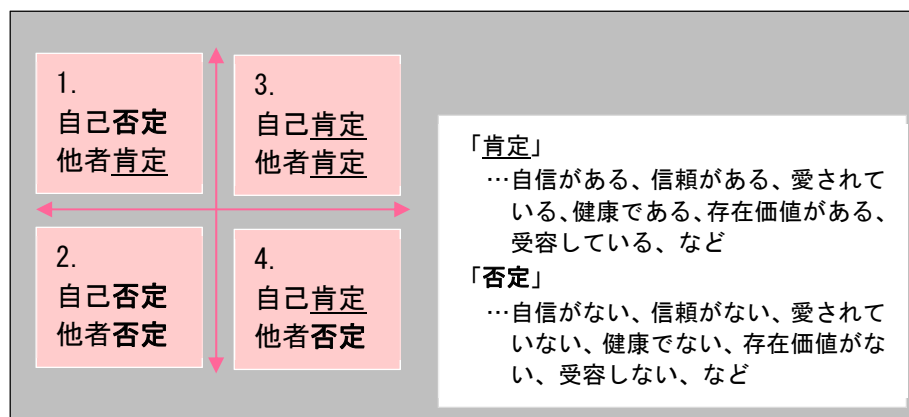 1.
自己否定
他者肯定
3.
自己肯定
他者肯定
2.
自己否定
他者否定
4.
自己肯定
他者否定
「肯定」
…自信がある、信頼がある、愛されて
いる、健康である、存在価値がある、
受容している、など
「否定」
…自信がない、信頼がない、愛されて
いない、健康でない、存在価値がな
い、受容しない、など